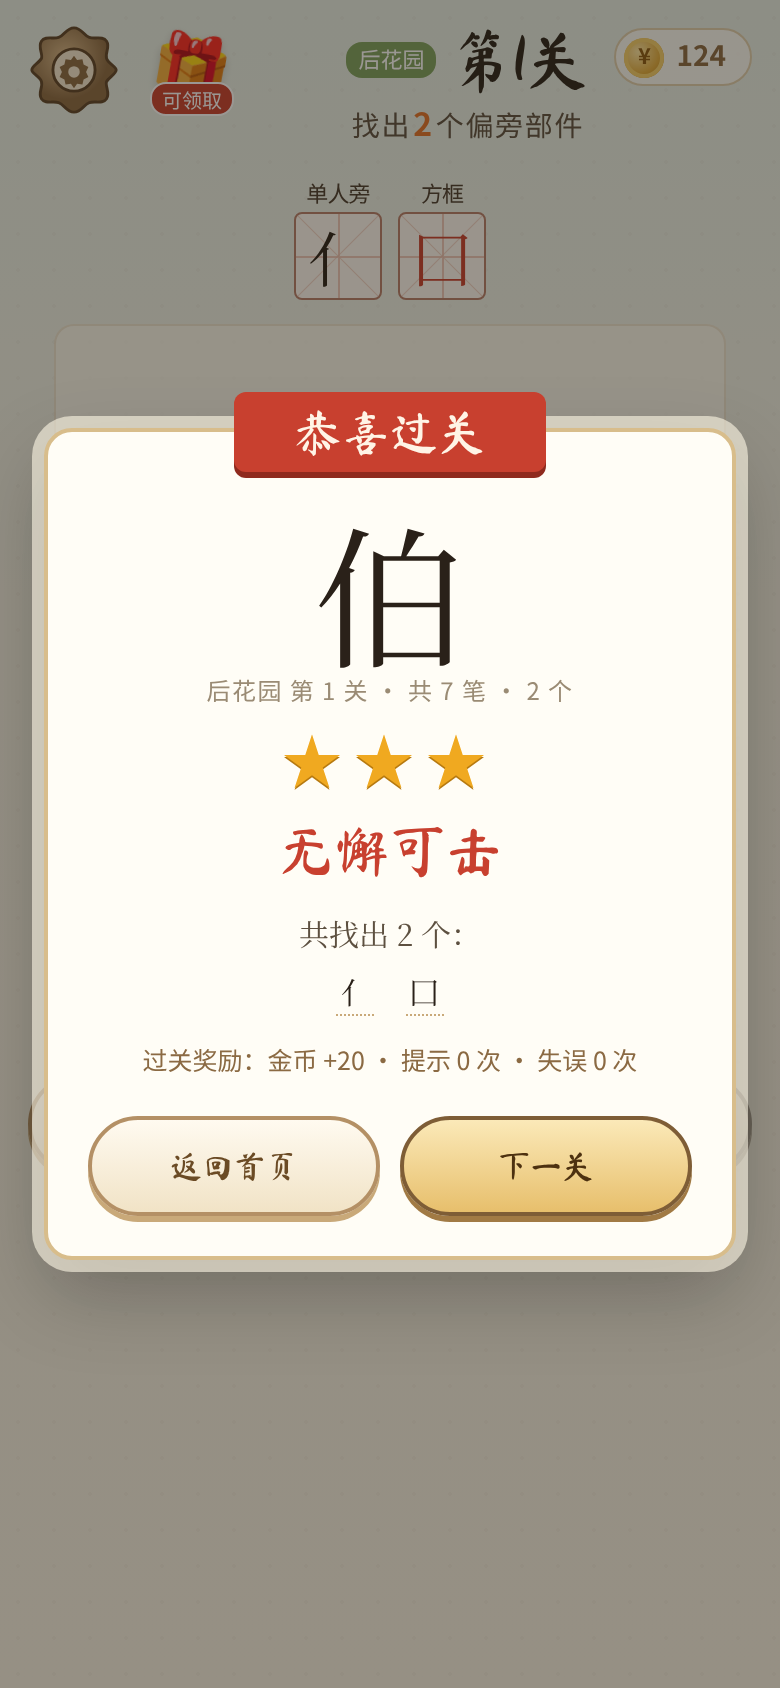 后花园 第1关
¥ 124
可领取
找出2个偏旁部件
单人旁 方框
亻 囗
恭喜过关
伯
后花园 第 1 关 · 共 7 笔 · 2 个
无懈可击
共找出 2 个：
亻 囗
过关奖励：金币 +20 · 提示 0 次 · 失误 0 次
返回首页 下一关